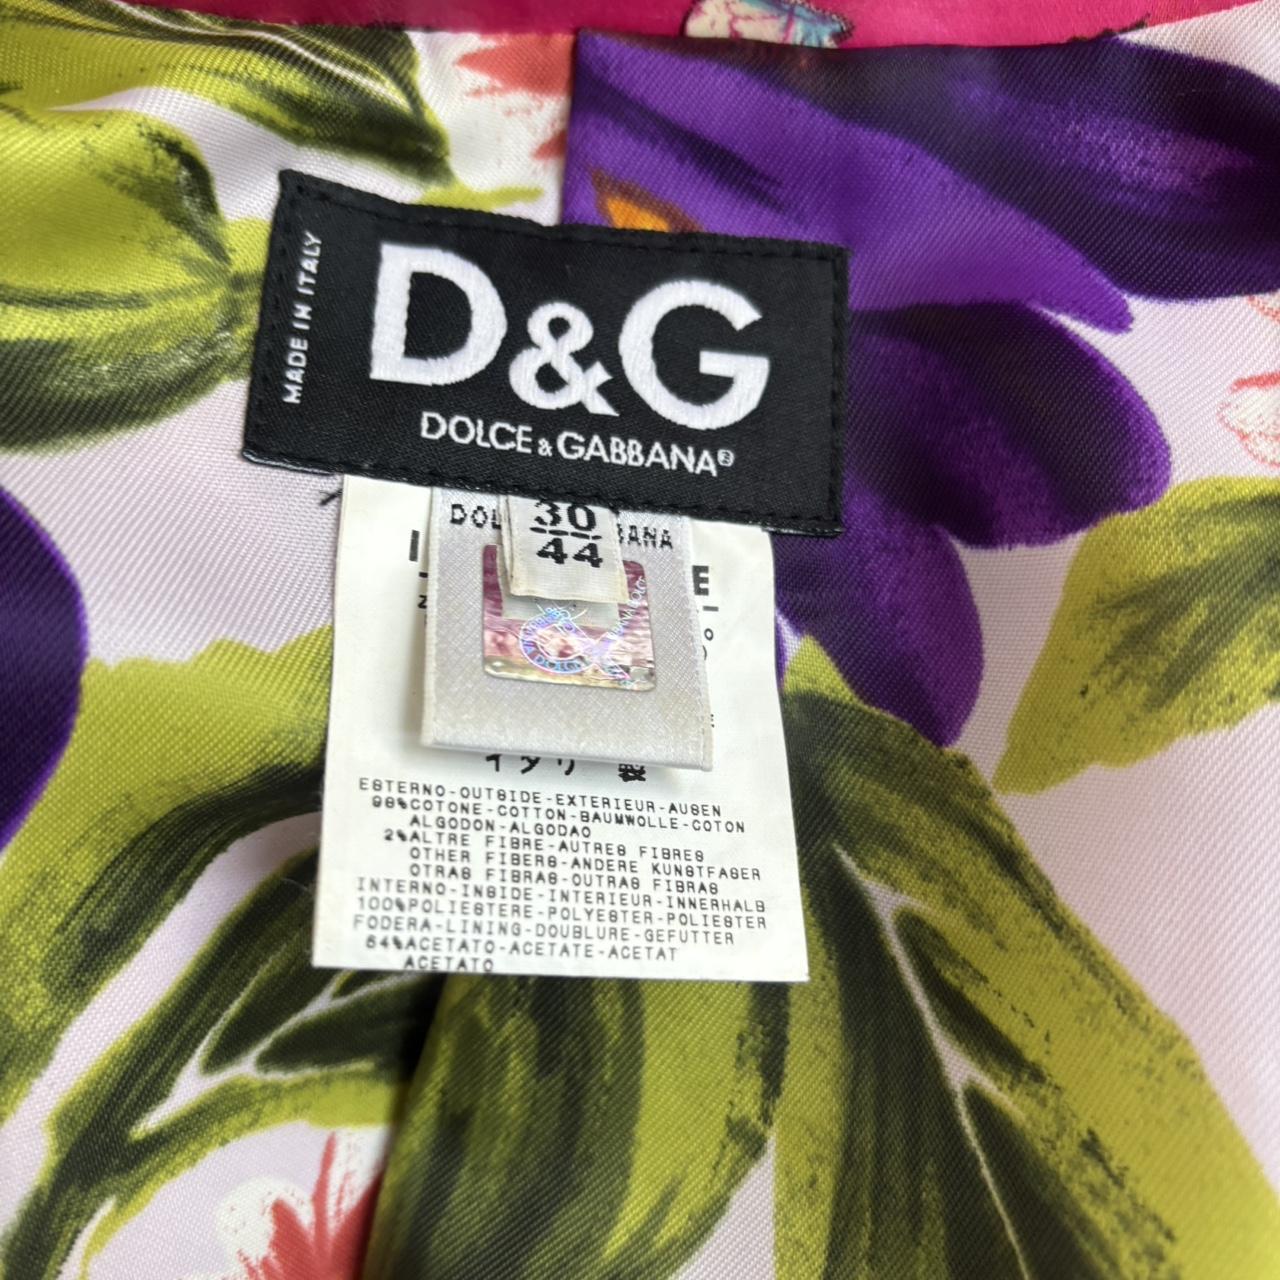 MADE IN ITALY
D&G
DOLCE & GABBANA
30
44
イタリ 製
ESTERNO-OUTSIDE-EXTERIEUR-AUSEN
98%COTONE-COTTON-BAUMWOLLE-COTON
ALGODON-ALGODAO
2%ALTRE FIBRE-AUTRES FIBRES
OTHER FIBERS-ANDERE KUNSTFASER
OTRAS FIBRAS-OUTRAS FIBRAS
INTERNO-INSIDE-INTERIEUR-INNERHALB
100%POLIESTERE-POLYESTER-POLIESTER
FODERA-LINING-DOUBLURE-GEFUTTER
64%ACETATO-ACETATE-ACETAT
ACETATO